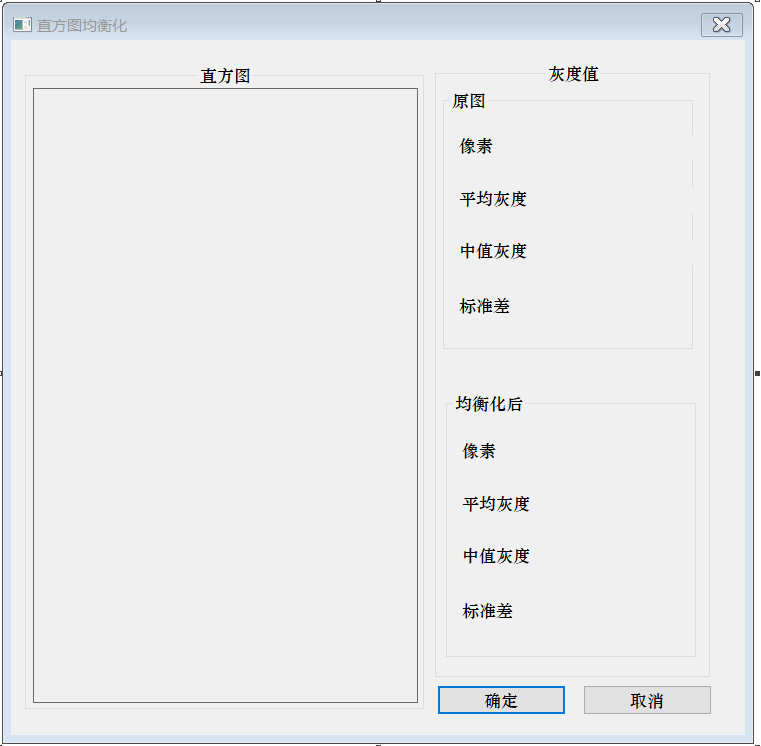 直方图均衡化
直方图
灰度值
原图
像素
平均灰度
中值灰度
标准差
均衡化后
像素
平均灰度
中值灰度
标准差
确定
取消